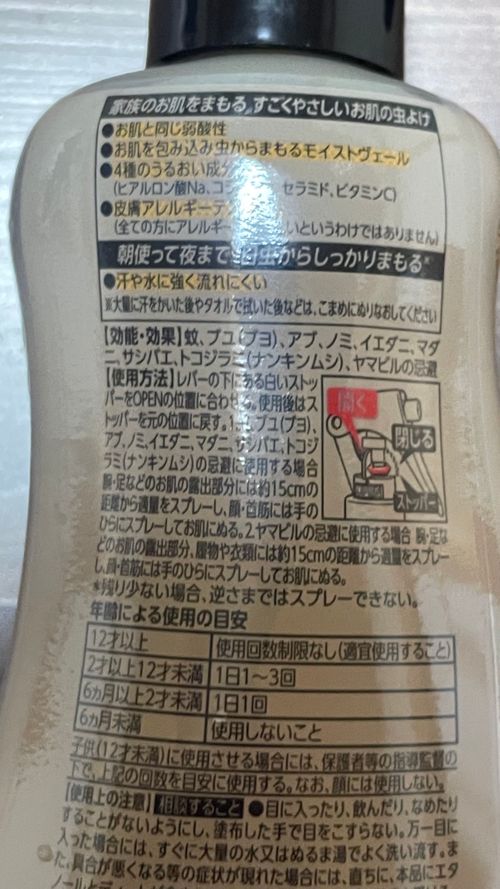 家族のお肌をまもる、すごくやさしいお肌の虫よけ
●お肌と同じ弱酸性
●お肌を包み込み虫からまもるモイストヴェール
●4種のうるおい成分
(ヒアルロン酸Na、コ セラミド、ビタミンC)
●皮膚アレルギーテ
(全ての方にアレルギー いというわけではありません)
朝使って夜まで 虫からしっかりまもる※
●汗や水に強く流れにくい
※大量に汗をかいた後やタオルで拭いた後などは、こまめにぬりなおしてください
【効能・効果】蚊、ブユ(ブヨ)、アブ、ノミ、イエダニ、マダ
ニ、サシバエ、トコジラミ(ナンキンムシ)、ヤマビルの忌避
【使用方法】レバーの下にある白いストッ
パーをOPENの位置に合わせる。使用後はス
トッパーを元の位置に戻す。1. ブユ(ブヨ)、
アブ、ノミ、イエダニ、マダニ、サシバエ、トコジ
ラミ(ナンキンムシ)の忌避に使用する場合
腕・足などのお肌の露出部分には約15cmの
距離から適量をスプレーし、顔・首筋には手の
ひらにスプレーしてお肌にぬる。2.ヤマビルの忌避に使用する場合 腕・足な
どのお肌の露出部分、履物や衣類には約15cmの距離から適量をスプレー
し、顔・首筋には手のひらにスプレーしてお肌にぬる。
*残り少ない場合、逆さまではスプレーできない。
開く
閉じる
ストッパー
年齢による使用の目安
12才以上 使用回数制限なし(適宜使用すること)
2才以上12才未満 1日1~3回
6ヵ月以上2才未満 1日1回
6ヵ月未満 使用しないこと
子供(12才未満)に使用させる場合には、保護者等の指導監督の
下で、上記の回数を目安に使用する。なお、顔には使用しない。
【使用上の注意】相談すること ●目に入ったり、飲んだり、なめたり
することがないようにし、塗布した手で目をこすらない。万一目に
入った場合には、すぐに大量の水又はぬるま湯でよく洗い流す。ま
た、具合が悪くなる等の症状が現れた場合には、直ちに、本品にエタ
ノールとディート